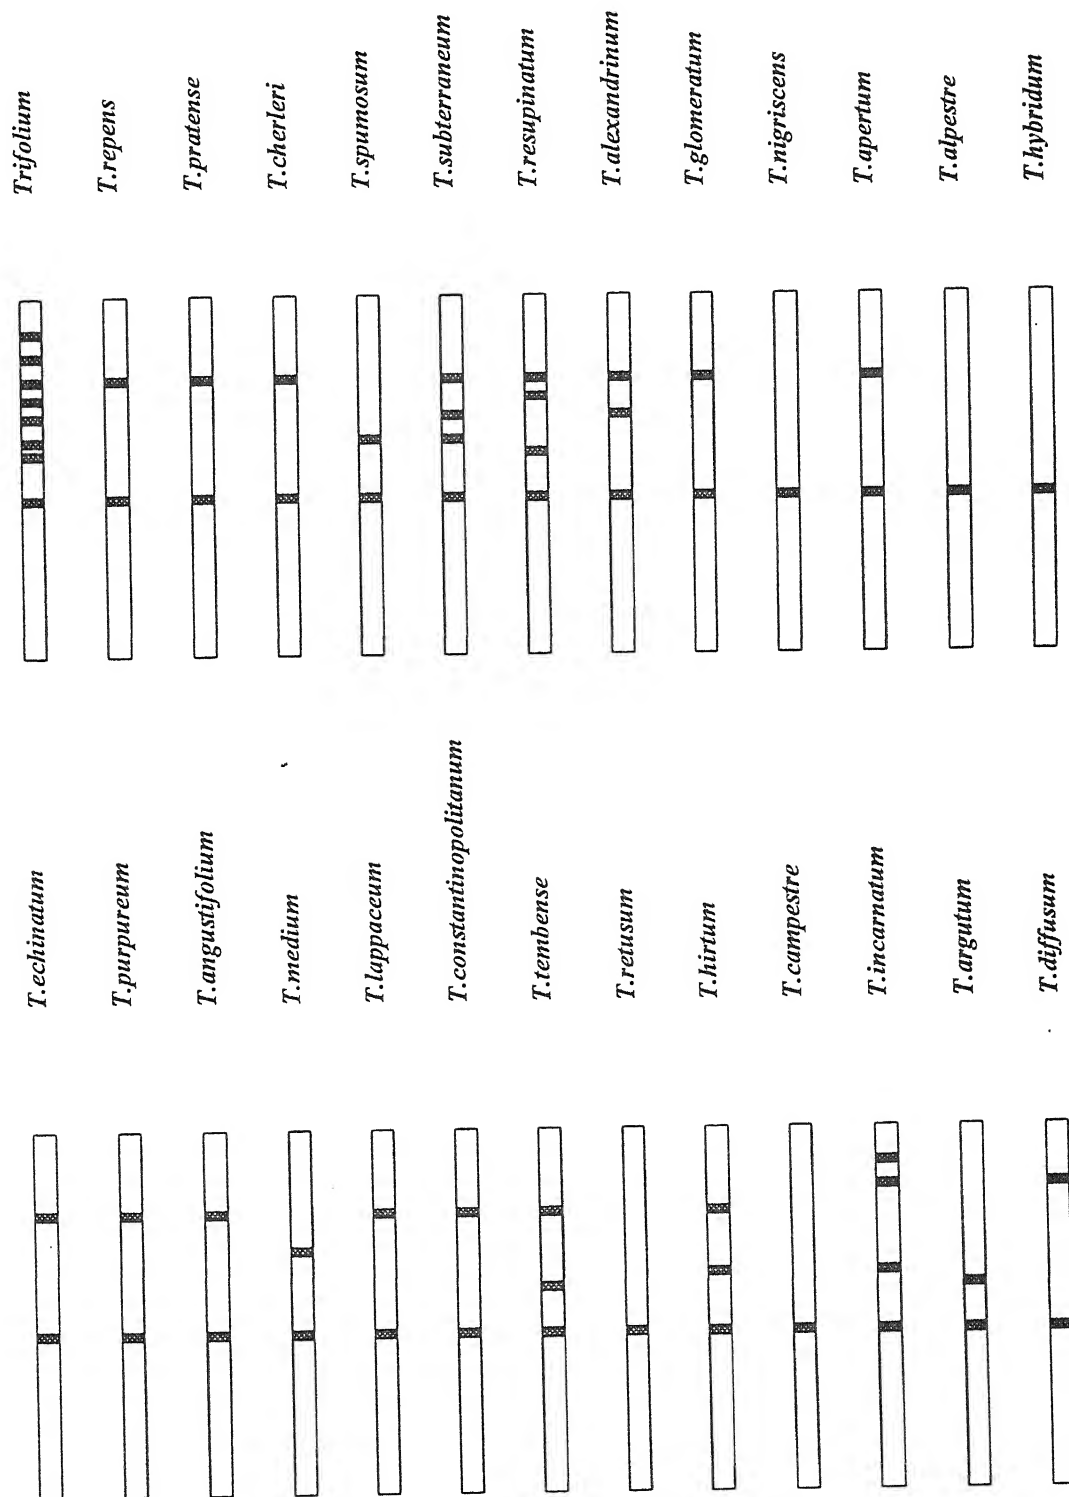 Trifolium
T.repens
T.pratense
T.cherleri
T.spumosum
T.subterraneum
T.resupinatum
T.alexandrinum
T.glomeratum
T.nigriscens
T.apertum
T.alpestre
T.hybridum
T.echinatum
T.purpureum
T.angustifolium
T.medium
T.lappaceum
T.constantinopolitanum
T.tembense
T.retusum
T.hirtum
T.campestre
T.incarnatum
T.argutum
T.diffusum